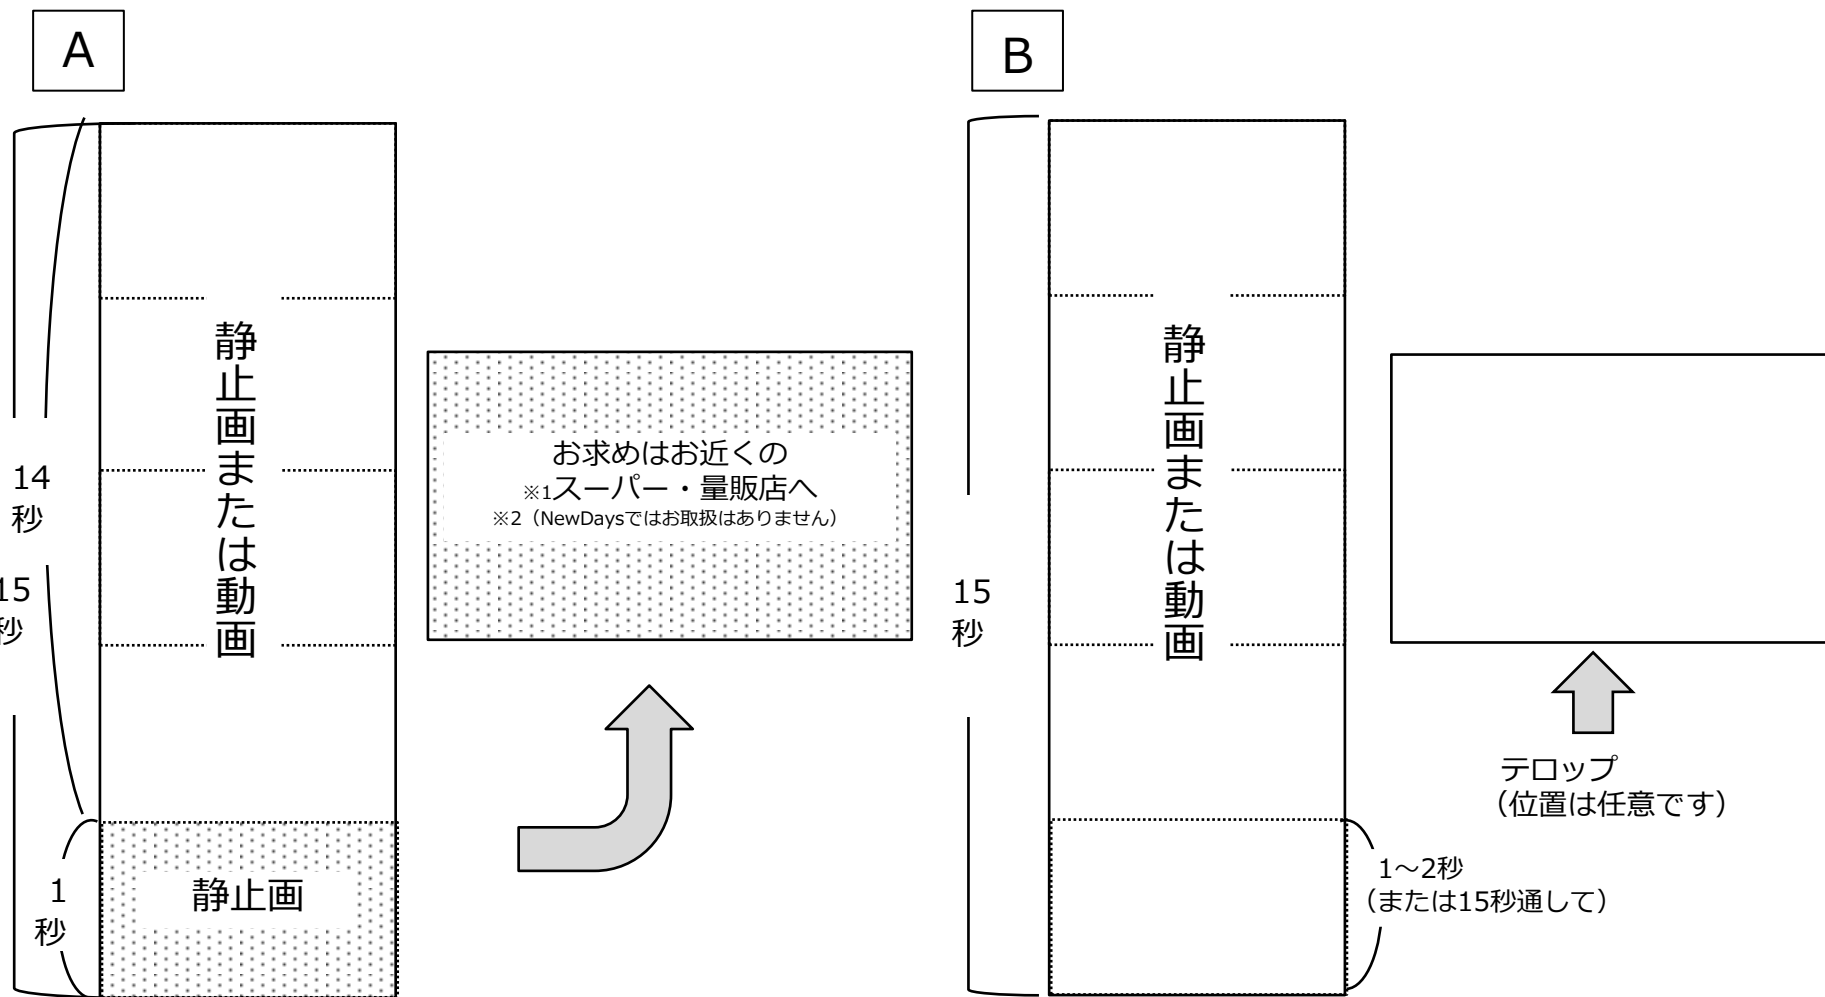 A
静止画または動画
14
秒
15
秒
1
秒
静止画
お求めはお近くの
※1スーパー・量販店へ
※2（NewDaysではお取扱はありません）
B
静止画または動画
15
秒
テロップ
（位置は任意です）
1～2秒
（または15秒通して）